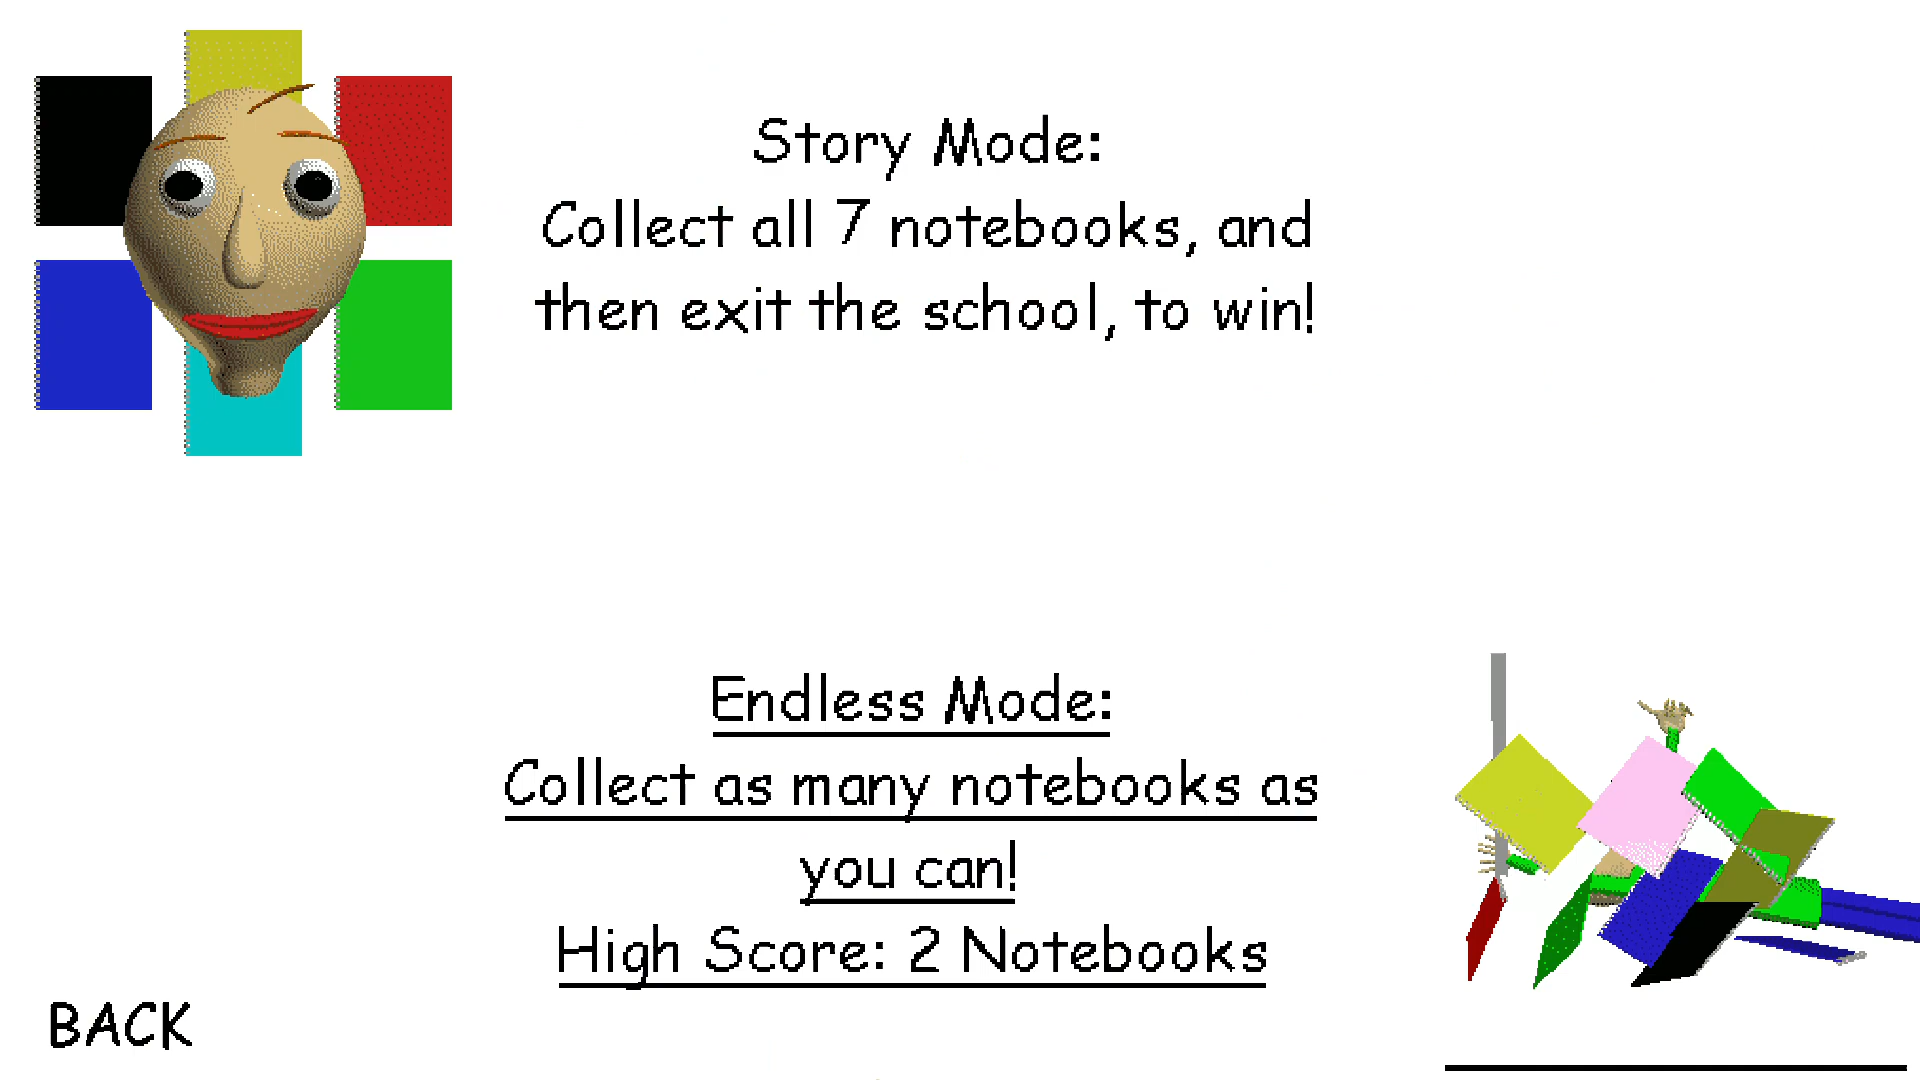 Story Mode:
Collect all 7 notebooks, and
then exit the school, to win!
Endless Mode:
Collect as many notebooks as
you can!
High Score: 2 Notebooks
BACK